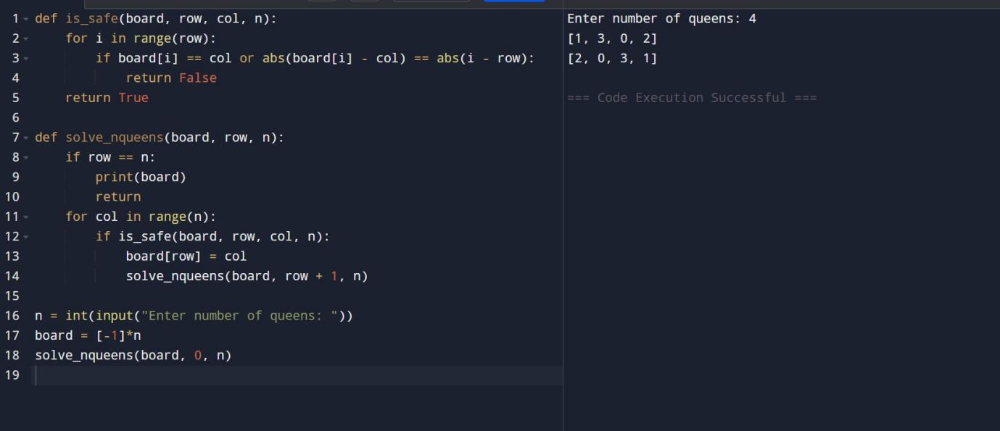 1 def is_safe(board, row, col, n):
2     for i in range(row):
3         if board[i] == col or abs(board[i] - col) == abs(i - row):
4             return False
5     return True
6
7 def solve_nqueens(board, row, n):
8     if row == n:
9         print(board)
10         return
11     for col in range(n):
12         if is_safe(board, row, col, n):
13             board[row] = col
14             solve_nqueens(board, row + 1, n)
15
16 n = int(input("Enter number of queens: "))
17 board = [-1]*n
18 solve_nqueens(board, 0, n)
19
Enter number of queens: 4
[1, 3, 0, 2]
[2, 0, 3, 1]
=== Code Execution Successful ===